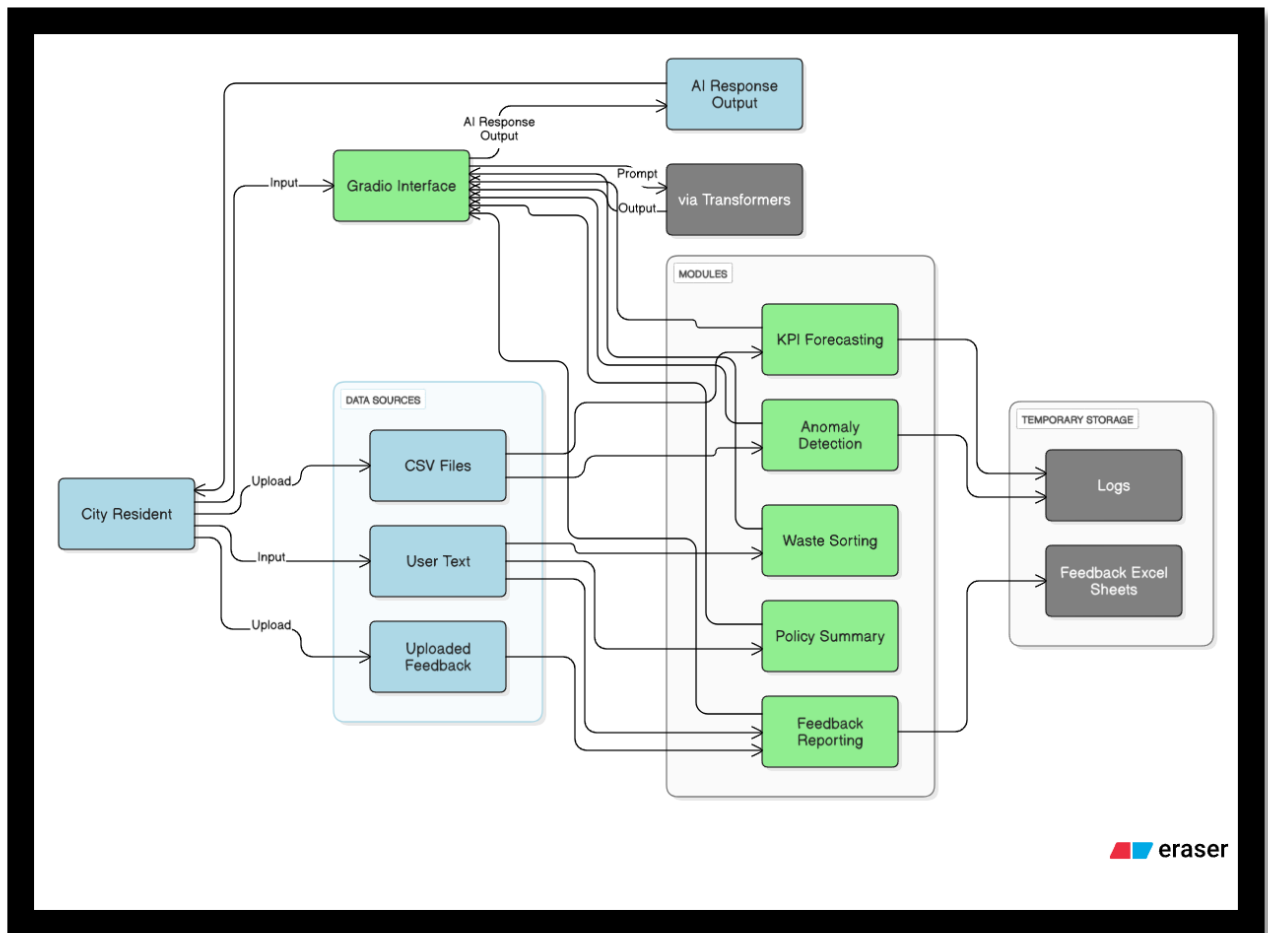 AI Response
Output
AI Response
Output
Gradio Interface
Prompt
via Transformers
Output
Input
MODULES
KPI Forecasting
DATA SOURCES
Anomaly
Detection
TEMPORARY STORAGE
CSV Files
Upload
Logs
City Resident
Waste Sorting
Input
User Text
Feedback Excel
Sheets
Upload
Uploaded
Feedback
Policy Summary
Feedback
Reporting
eraser